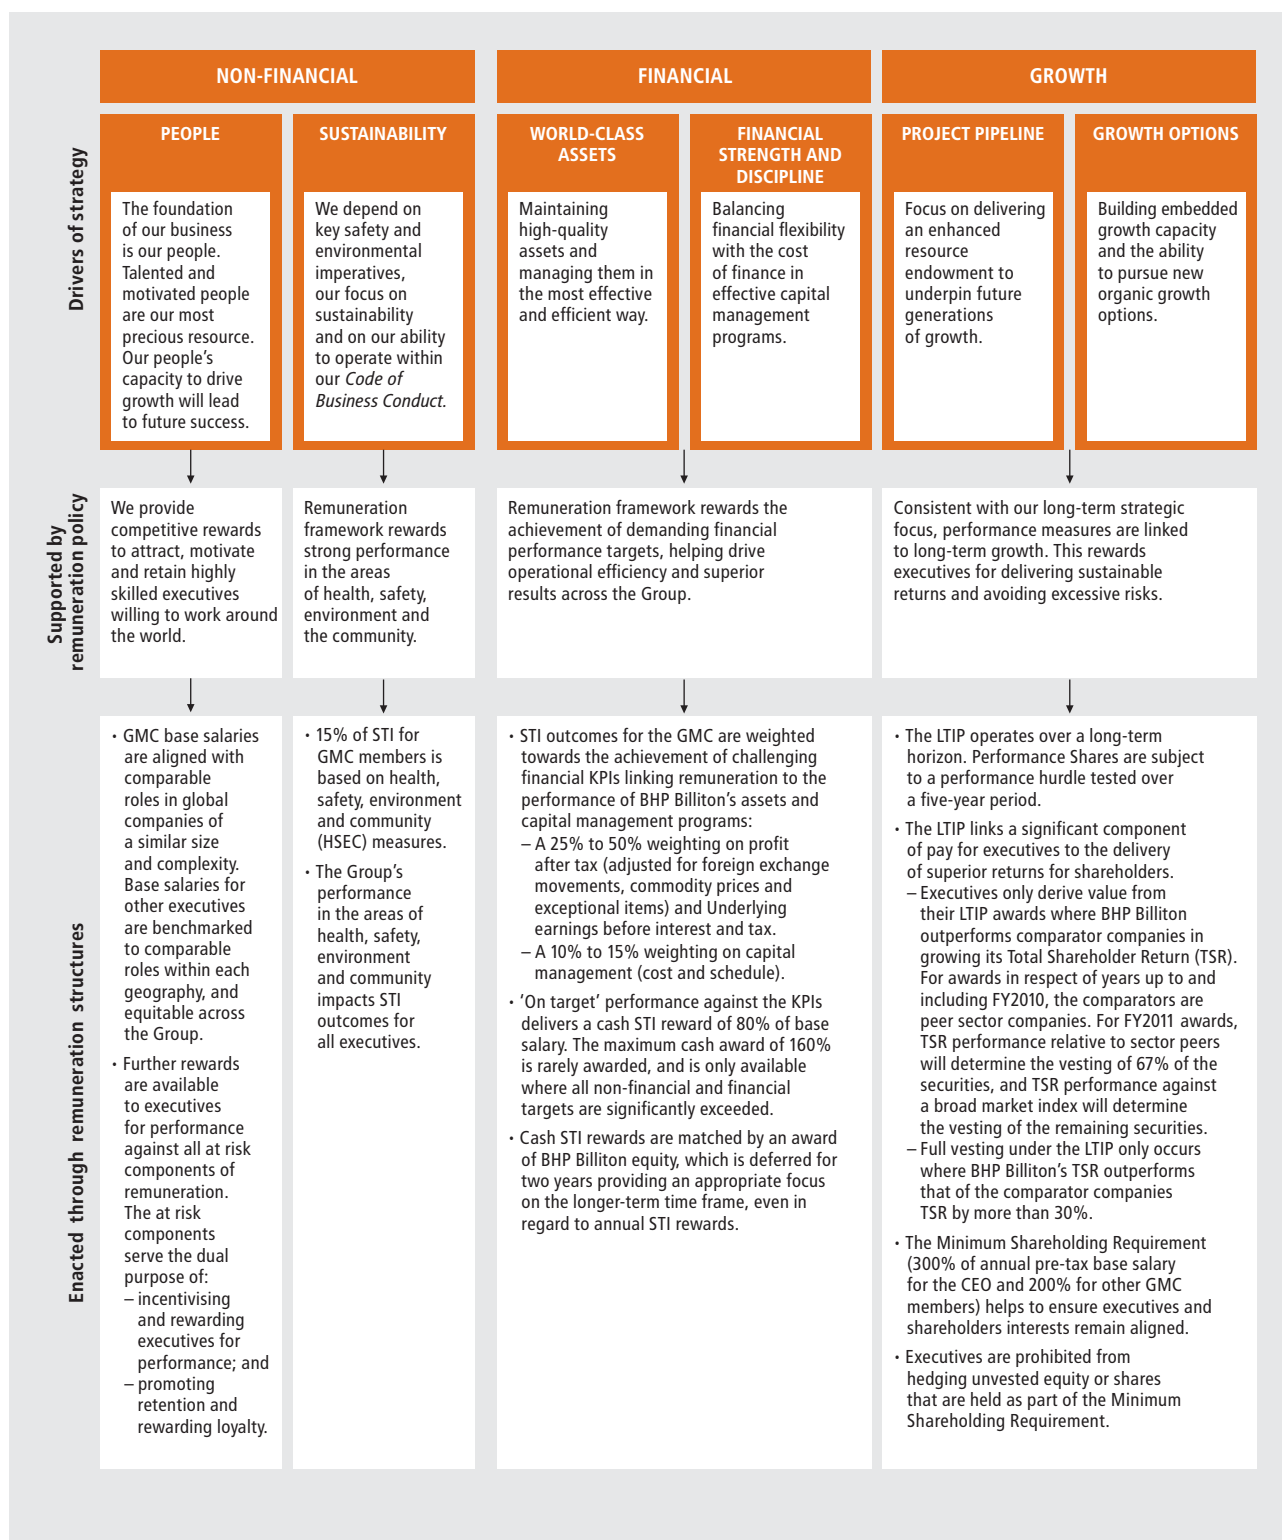 NON-FINANCIAL
FINANCIAL
GROWTH
Drivers of strategy
PEOPLE
The foundation
of our business
is our people.
Talented and
motivated people
are our most
precious resource.
Our people's
capacity to drive
growth will lead
to future success.
SUSTAINABILITY
We depend on
key safety and
environmental
imperatives,
our focus on
sustainability
and on our ability
to operate within
our Code of
Business Conduct.
WORLD-CLASS
ASSETS
Maintaining
high-quality
assets and
managing them in
the most effective
and efficient way.
FINANCIAL
STRENGTH AND
DISCIPLINE
Balancing
financial flexibility
with the cost
of finance in
effective capital
management
programs.
PROJECT PIPELINE
Focus on delivering
an enhanced
resource
endowment to
underpin future
generations
of growth.
GROWTH OPTIONS
Building embedded
growth capacity
and the ability
to pursue new
organic growth
options.
Supported by
remuneration policy
We provide
competitive rewards
to attract, motivate
and retain highly
skilled executives
willing to work around
the world.
Remuneration
framework rewards
strong performance
in the areas
of health, safety,
environment and
the community.
Remuneration framework rewards the
achievement of demanding financial
performance targets, helping drive
operational efficiency and superior
results across the Group.
Consistent with our long-term strategic
focus, performance measures are linked
to long-term growth. This rewards
executives for delivering sustainable
returns and avoiding excessive risks.
Enacted through remuneration structures
• GMC base salaries
are aligned with
comparable
roles in global
companies of
a similar size
and complexity.
Base salaries for
other executives
are benchmarked
to comparable
roles within each
geography, and
equitable across
the Group.
• Further rewards
are available
to executives
for performance
against all at risk
components of
remuneration.
The at risk
components
serve the dual
purpose of:
– incentivising
and rewarding
executives for
performance; and
– promoting
retention and
rewarding loyalty.
• 15% of STI for
GMC members is
based on health,
safety, environment
and community
(HSEC) measures.
• The Group's
performance
in the areas of
health, safety,
environment
and community
impacts STI
outcomes for
all executives.
• STI outcomes for the GMC are weighted
towards the achievement of challenging
financial KPIs linking remuneration to the
performance of BHP Billiton's assets and
capital management programs:
– A 25% to 50% weighting on profit
after tax (adjusted for foreign exchange
movements, commodity prices and
exceptional items) and Underlying
earnings before interest and tax.
– A 10% to 15% weighting on capital
management (cost and schedule).
• 'On target' performance against the KPIs
delivers a cash STI reward of 80% of base
salary. The maximum cash award of 160%
is rarely awarded, and is only available
where all non-financial and financial
targets are significantly exceeded.
• Cash STI rewards are matched by an award
of BHP Billiton equity, which is deferred for
two years providing an appropriate focus
on the longer-term time frame, even in
regard to annual STI rewards.
• The LTIP operates over a long-term
horizon. Performance Shares are subject
to a performance hurdle tested over
a five-year period.
• The LTIP links a significant component
of pay for executives to the delivery
of superior returns for shareholders.
– Executives only derive value from
their LTIP awards where BHP Billiton
outperforms comparator companies in
growing its Total Shareholder Return (TSR).
For awards in respect of years up to and
including FY2010, the comparators are
peer sector companies. For FY2011 awards,
TSR performance relative to sector peers
will determine the vesting of 67% of the
securities, and TSR performance against
a broad market index will determine
the vesting of the remaining securities.
– Full vesting under the LTIP only occurs
where BHP Billiton's TSR outperforms
that of the comparator companies
TSR by more than 30%.
• The Minimum Shareholding Requirement
(300% of annual pre-tax base salary
for the CEO and 200% for other GMC
members) helps to ensure executives and
shareholders interests remain aligned.
• Executives are prohibited from
hedging unvested equity or shares
that are held as part of the Minimum
Shareholding Requirement.